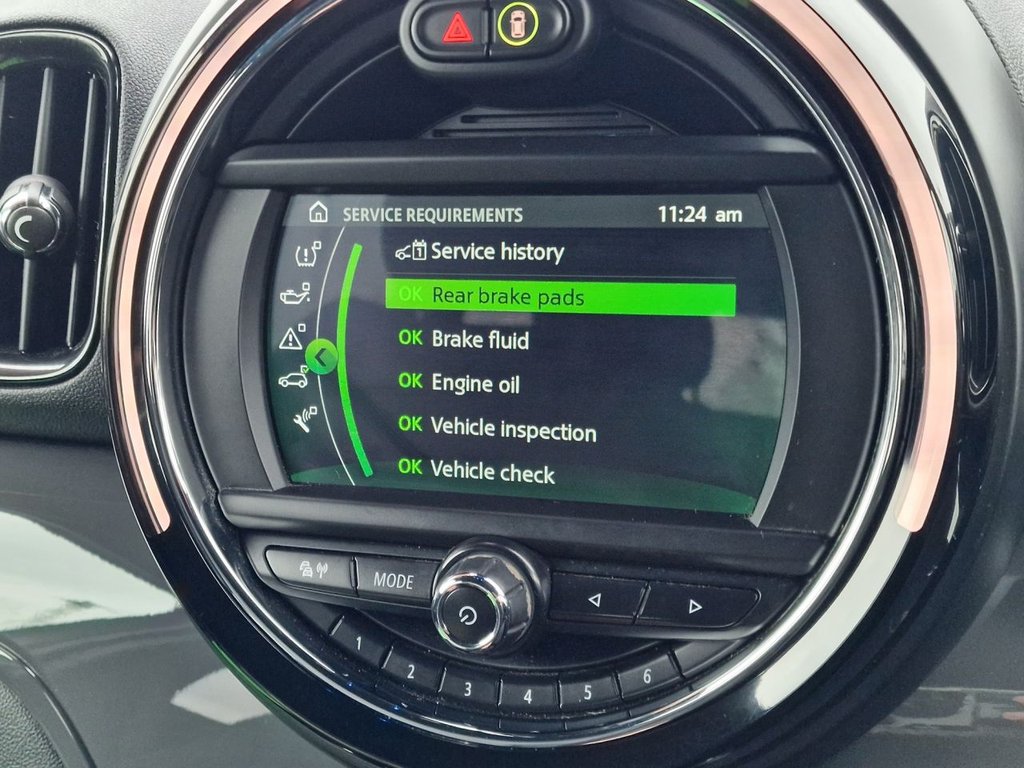 SERVICE REQUIREMENTS 11:24 am
1 Service history
OK Rear brake pads
OK Brake fluid
OK Engine oil
OK Vehicle inspection
OK Vehicle check
MODE
1 2 3 4 5 6